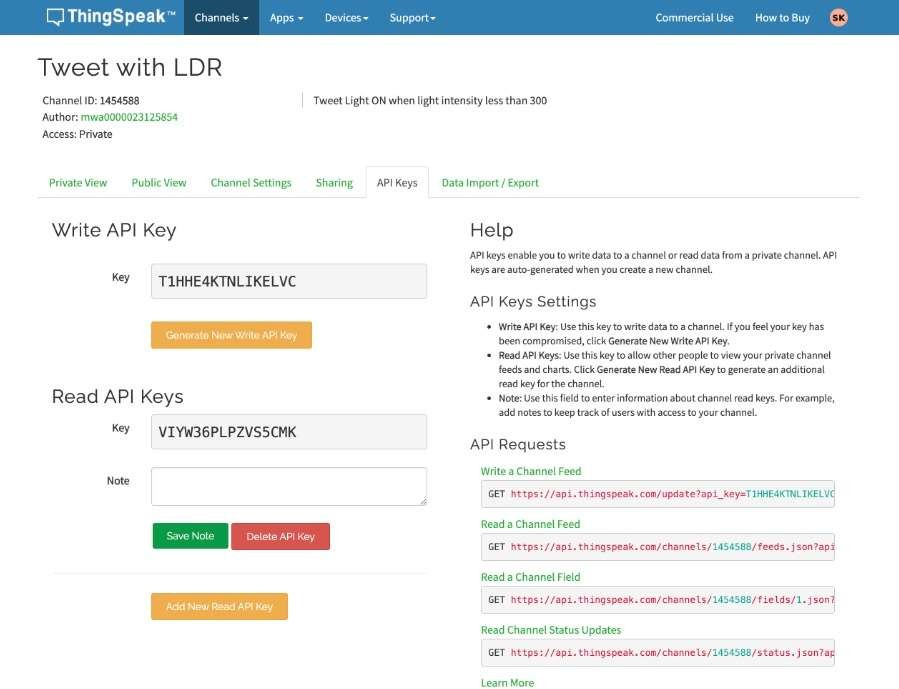 ThingSpeak™ Channels Apps Devices Support Commercial Use How to Buy SK
Tweet with LDR
Channel ID: 1454588
Author: mwa0000023125854
Access: Private
Tweet Light ON when light intensity less than 300
Private View Public View Channel Settings Sharing API Keys Data Import / Export
Write API Key
Key T1HHE4KTNLIKELVC
Generate New Write API Key
Read API Keys
Key VIYW36PLPZVS5CMK
Note
Save Note Delete API Key
Add New Read API Key
Help
API keys enable you to write data to a channel or read data from a private channel. API
keys are auto-generated when you create a new channel.
API Keys Settings
• Write API Key: Use this key to write data to a channel. If you feel your key has
been compromised, click Generate New Write API Key.
• Read API Keys: Use this key to allow other people to view your private channel
feeds and charts. Click Generate New Read API Key to generate an additional
read key for the channel.
• Note: Use this field to enter information about channel read keys. For example,
add notes to keep track of users with access to your channel.
API Requests
Write a Channel Feed
GET https://api.thingspeak.com/update?api_key=T1HHE4KTNLIKELVC
Read a Channel Feed
GET https://api.thingspeak.com/channels/1454588/feeds.json?api
Read a Channel Field
GET https://api.thingspeak.com/channels/1454588/fields/1.json?
Read Channel Status Updates
GET https://api.thingspeak.com/channels/1454588/status.json?ap
Learn More